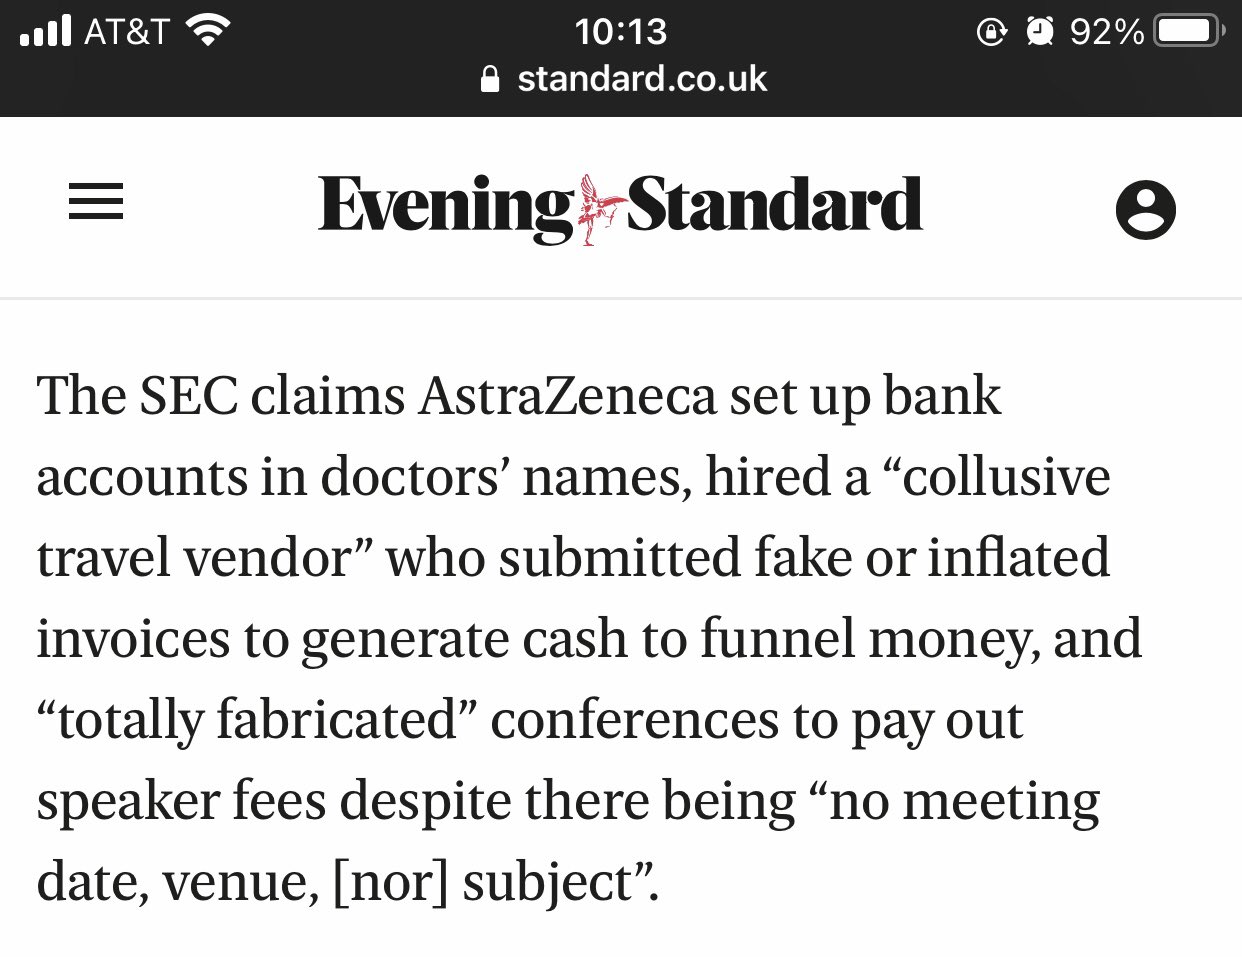 AT&T 10:13 92%
standard.co.uk
Evening Standard
The SEC claims AstraZeneca set up bank
accounts in doctors’ names, hired a “collusive
travel vendor” who submitted fake or inflated
invoices to generate cash to funnel money, and
“totally fabricated” conferences to pay out
speaker fees despite there being “no meeting
date, venue, [nor] subject”.